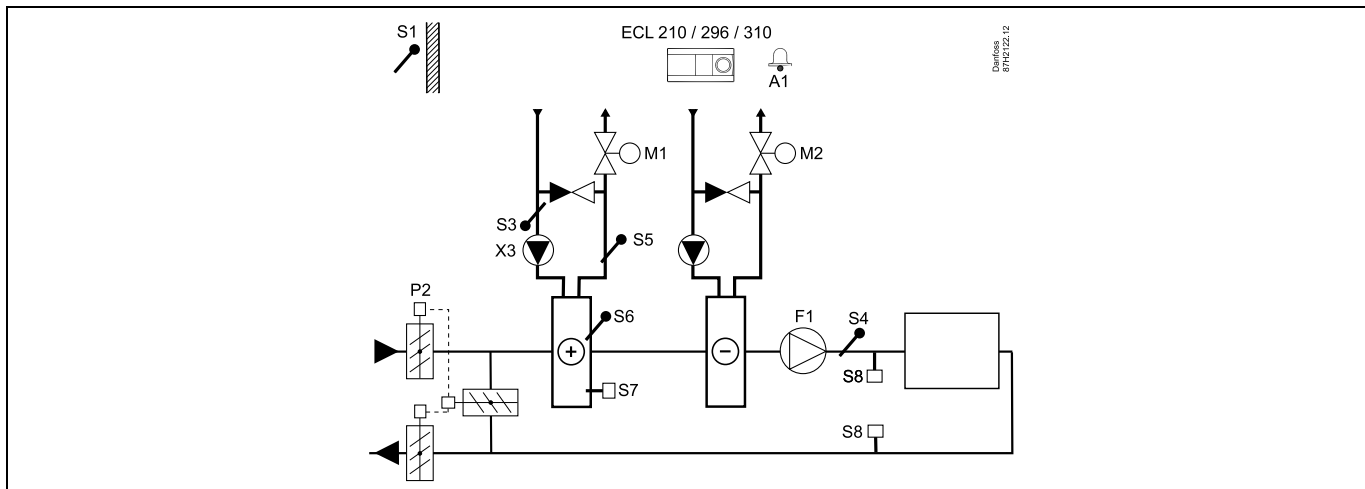 S1
ECL 210 / 296 / 310
A1
Danfoss
87H2122.12
M1
M2
S3
S5
X3
P2
S6
F1
S4
S7
S8
S8